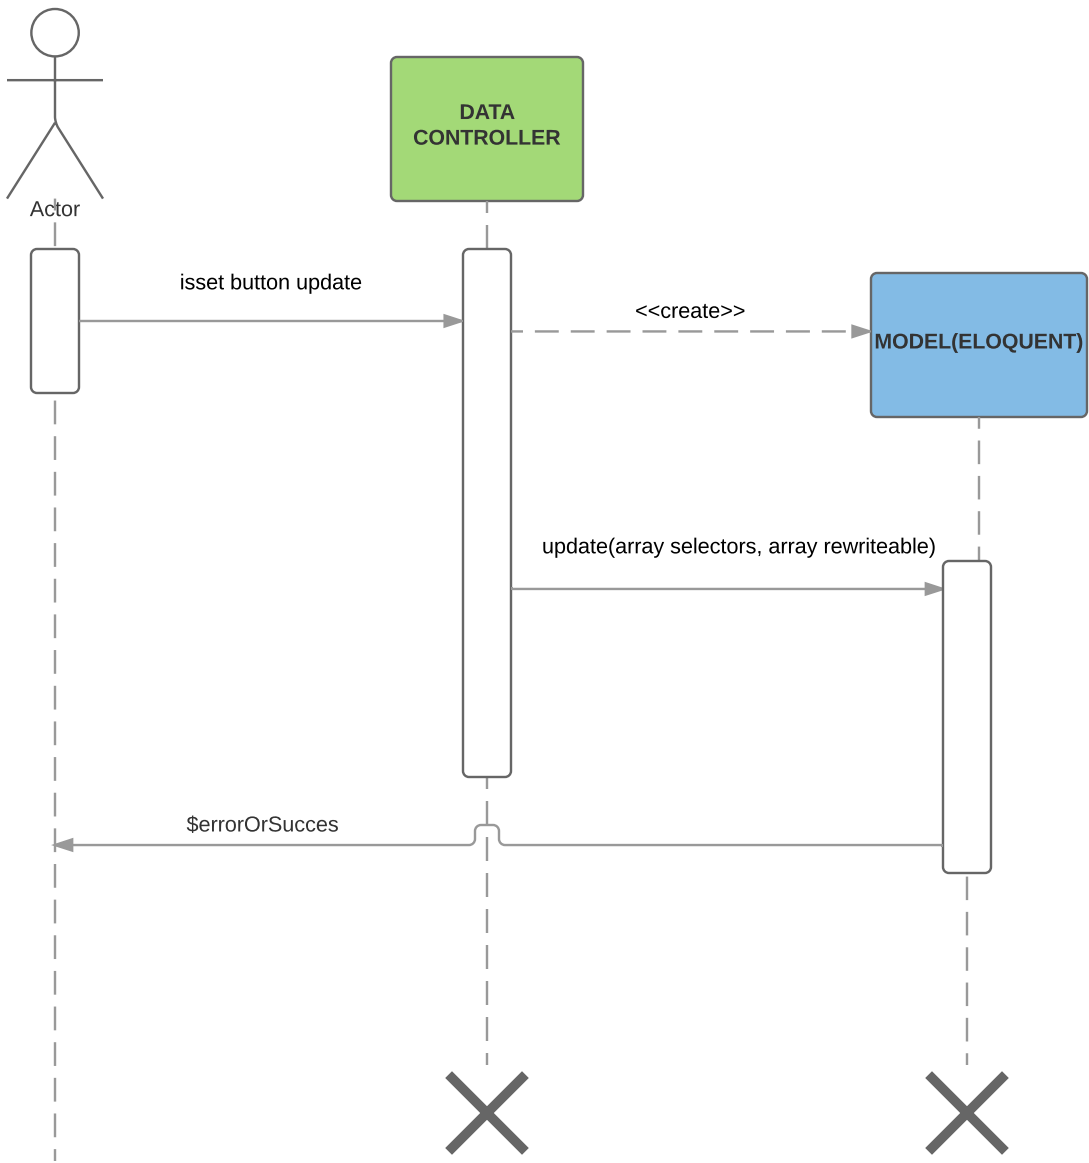 Actor
DATA
CONTROLLER
isset button update
<<create>>
MODEL(ELOQUENT)
update(array selectors, array rewriteable)
$errorOrSucces